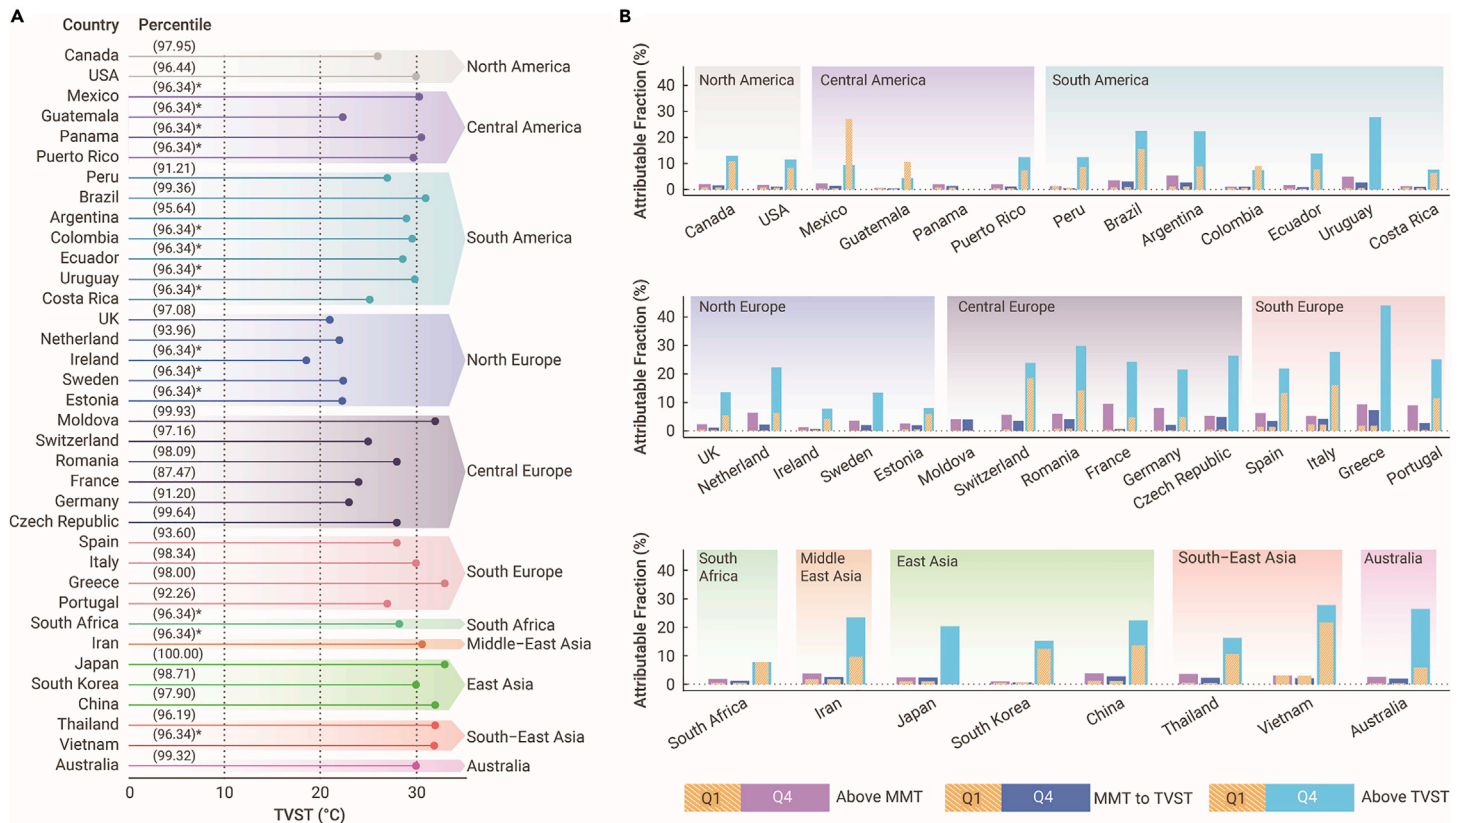 A
Country Percentile
Canada (97.95)
USA (96.44)
North America
Mexico (96.34)*
Guatemala (96.34)*
Panama (96.34)*
Puerto Rico (96.34)*
Central America
Peru (91.21)
Brazil (99.36)
Argentina (95.64)
Colombia (96.34)*
Ecuador (96.34)*
Uruguay (96.34)*
Costa Rica (96.34)*
South America
UK (97.08)
Netherland (93.96)
Ireland (96.34)*
Sweden (96.34)*
Estonia (96.34)*
North Europe
Moldova (99.93)
Switzerland (97.16)
Romania (98.09)
France (87.47)
Germany (91.20)
Czech Republic (99.64)
Central Europe
Spain (93.60)
Italy (98.34)
Greece (98.00)
Portugal (92.26)
South Europe
South Africa (96.34)*
South Africa
Iran (96.34)*
Middle-East Asia
Japan (100.00)
South Korea (98.71)
China (97.90)
East Asia
Thailand (96.19)
Vietnam (96.34)*
South-East Asia
Australia (99.32)
Australia
0 10 20 30
TVST (°C)
B
Attributable Fraction (%)
40
30
20
10
0
North America Central America South America
Canada USA Mexico Guatemala Panama Puerto Rico Peru Brazil Argentina Colombia Ecuador Uruguay Costa Rica
Attributable Fraction (%)
40
30
20
10
0
North Europe Central Europe South Europe
UK Netherland Ireland Sweden Estonia Moldova Switzerland Romania France Germany Czech Republic Spain Italy Greece Portugal
Attributable Fraction (%)
40
30
20
10
0
South
Africa
Middle
East Asia
East Asia
South-East Asia
Australia
South Africa Iran Japan South Korea China Thailand Vietnam Australia
Q1 Q4 Above MMT Q1 Q4 MMT to TVST Q1 Q4 Above TVST